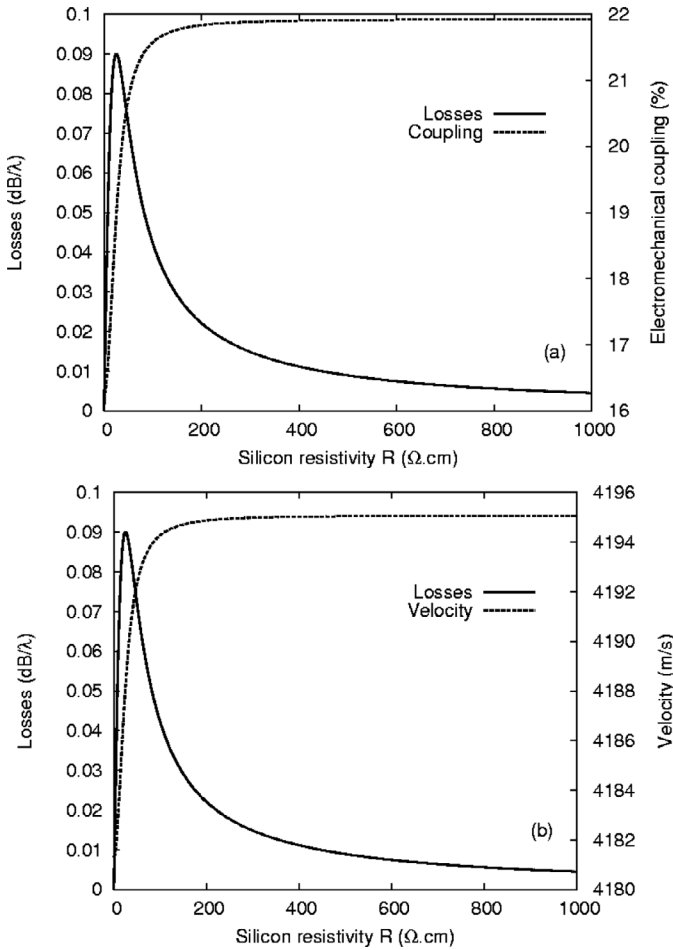 0.1
0.09
0.08
0.07
0.06
0.05
0.04
0.03
0.02
0.01
0
Losses (dB/λ)
22
21
20
19
18
17
16
Electromechanical coupling (%)
Losses
Coupling
(a)
0 200 400 600 800 1000
Silicon resistivity R (Ω.cm)
0.1
0.09
0.08
0.07
0.06
0.05
0.04
0.03
0.02
0.01
0
Losses (dB/λ)
4196
4194
4192
4190
4188
4186
4184
4182
4180
Velocity (m/s)
Losses
Velocity
(b)
0 200 400 600 800 1000
Silicon resistivity R (Ω.cm)